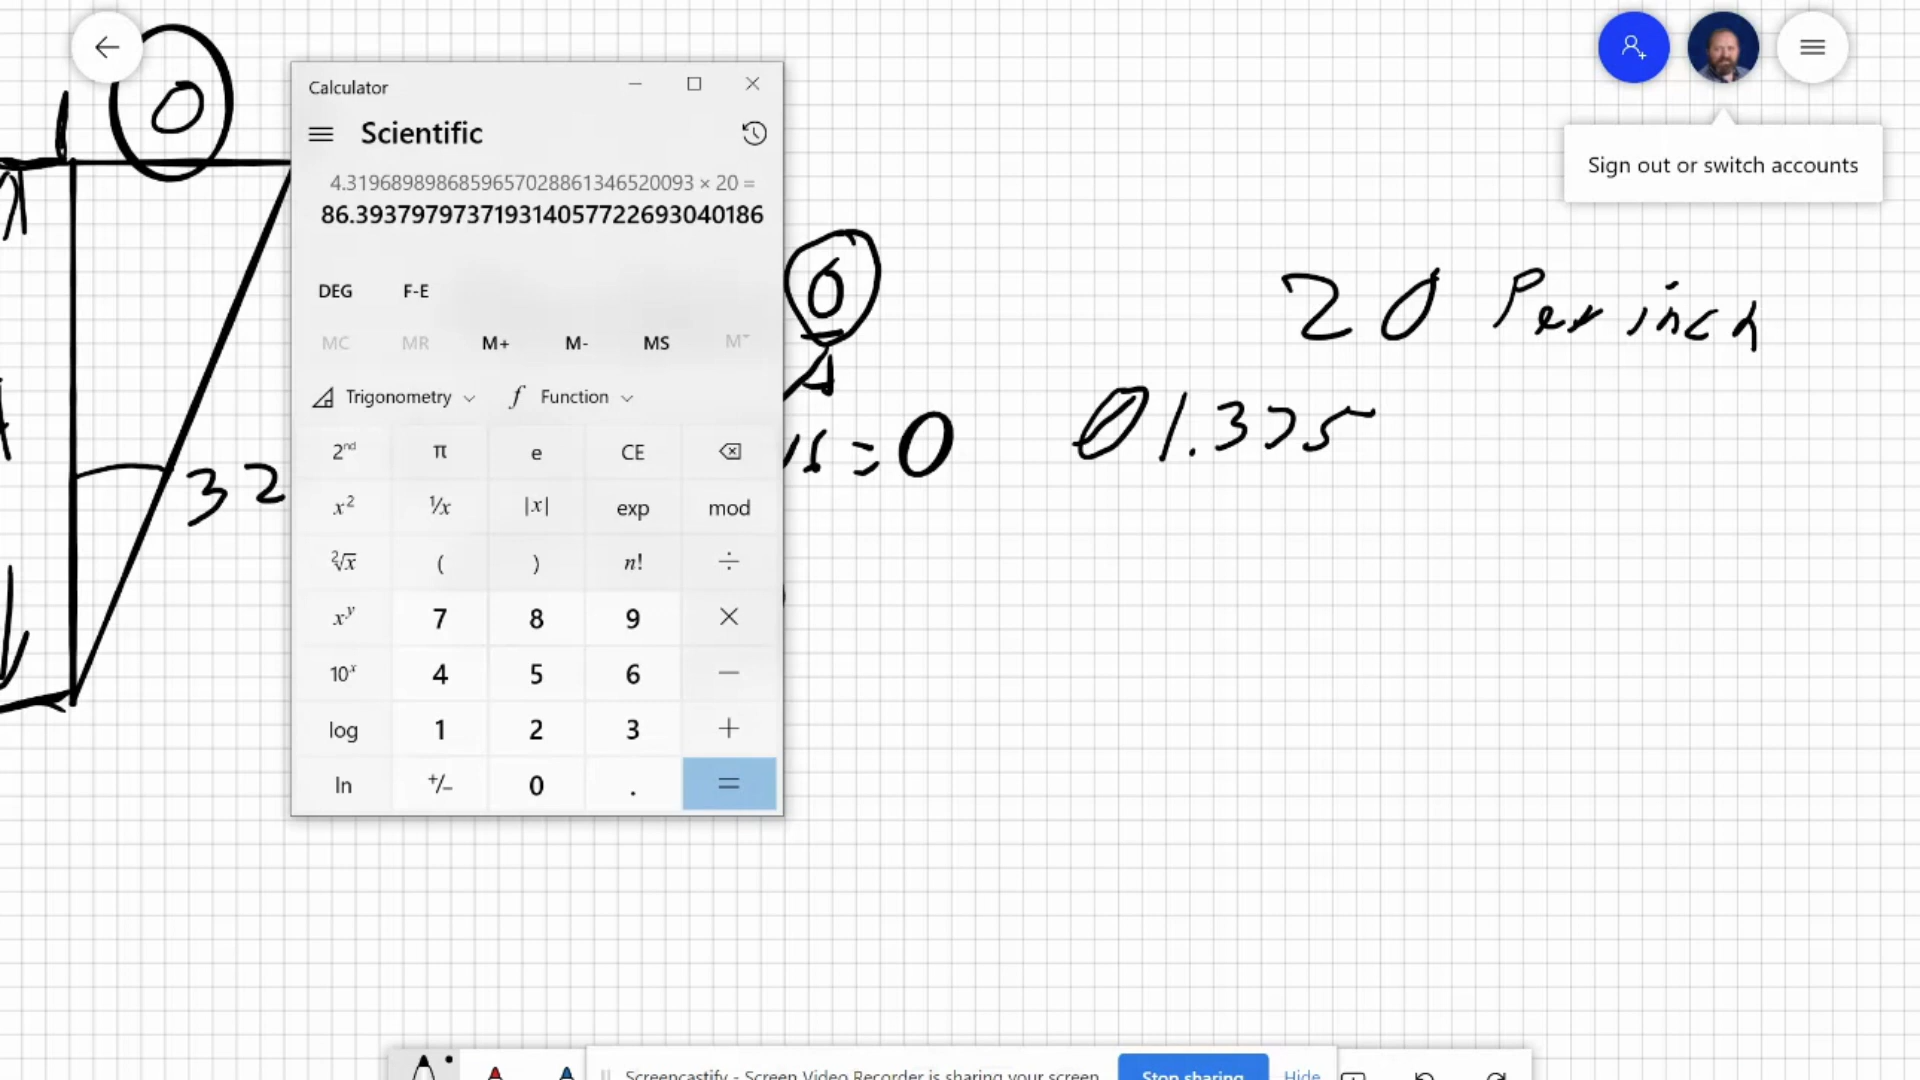 Calculator
Scientific
4.3196898986859657028861346520093 × 20 =
86.393797973719314057722693040186
DEG F-E
MC MR M+ M- MS M˅
Trigonometry f Function
2nd π e CE
x² ¹/x |x| exp mod
²√x ( ) n! ÷
xʸ 7 8 9 ×
10ˣ 4 5 6 −
log 1 2 3 +
ln +/− 0 . =
Sign out or switch accounts
0
32
0
A
= 0
20 Per inch
Ø1.375
Screencastify - Screen Video Recorder is sharing your screen.
Stop sharing
Hide